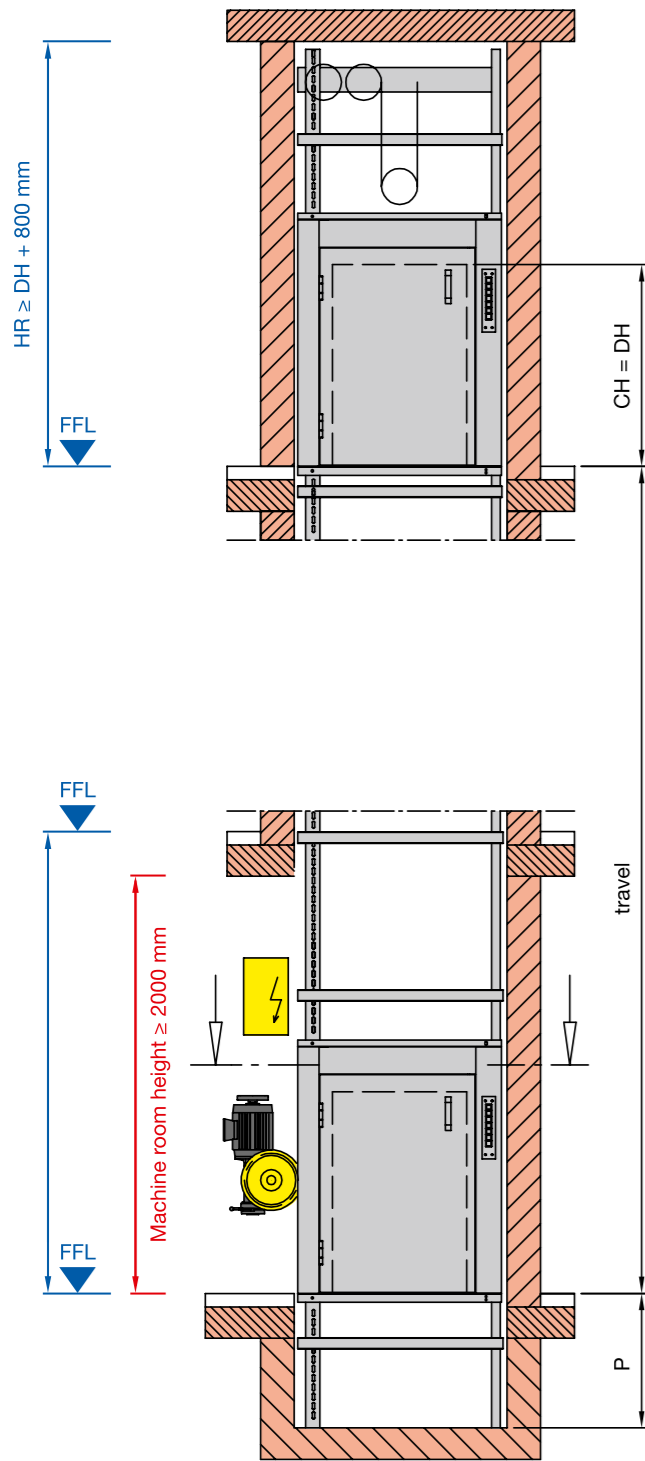 HR ≥ DH + 800 mm
FFL
CH = DH
FFL
travel
Machine room height ≥ 2000 mm
FFL
P